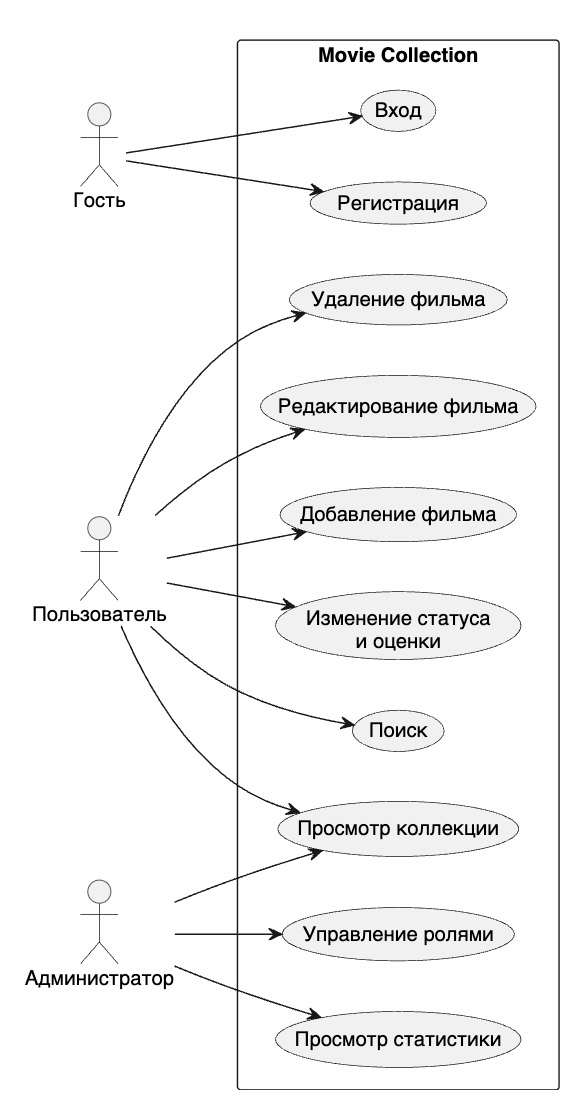 Movie Collection
Вход
Гость
Регистрация
Удаление фильма
Редактирование фильма
Добавление фильма
Пользователь
Изменение статуса
и оценки
Поиск
Просмотр коллекции
Управление ролями
Администратор
Просмотр статистики